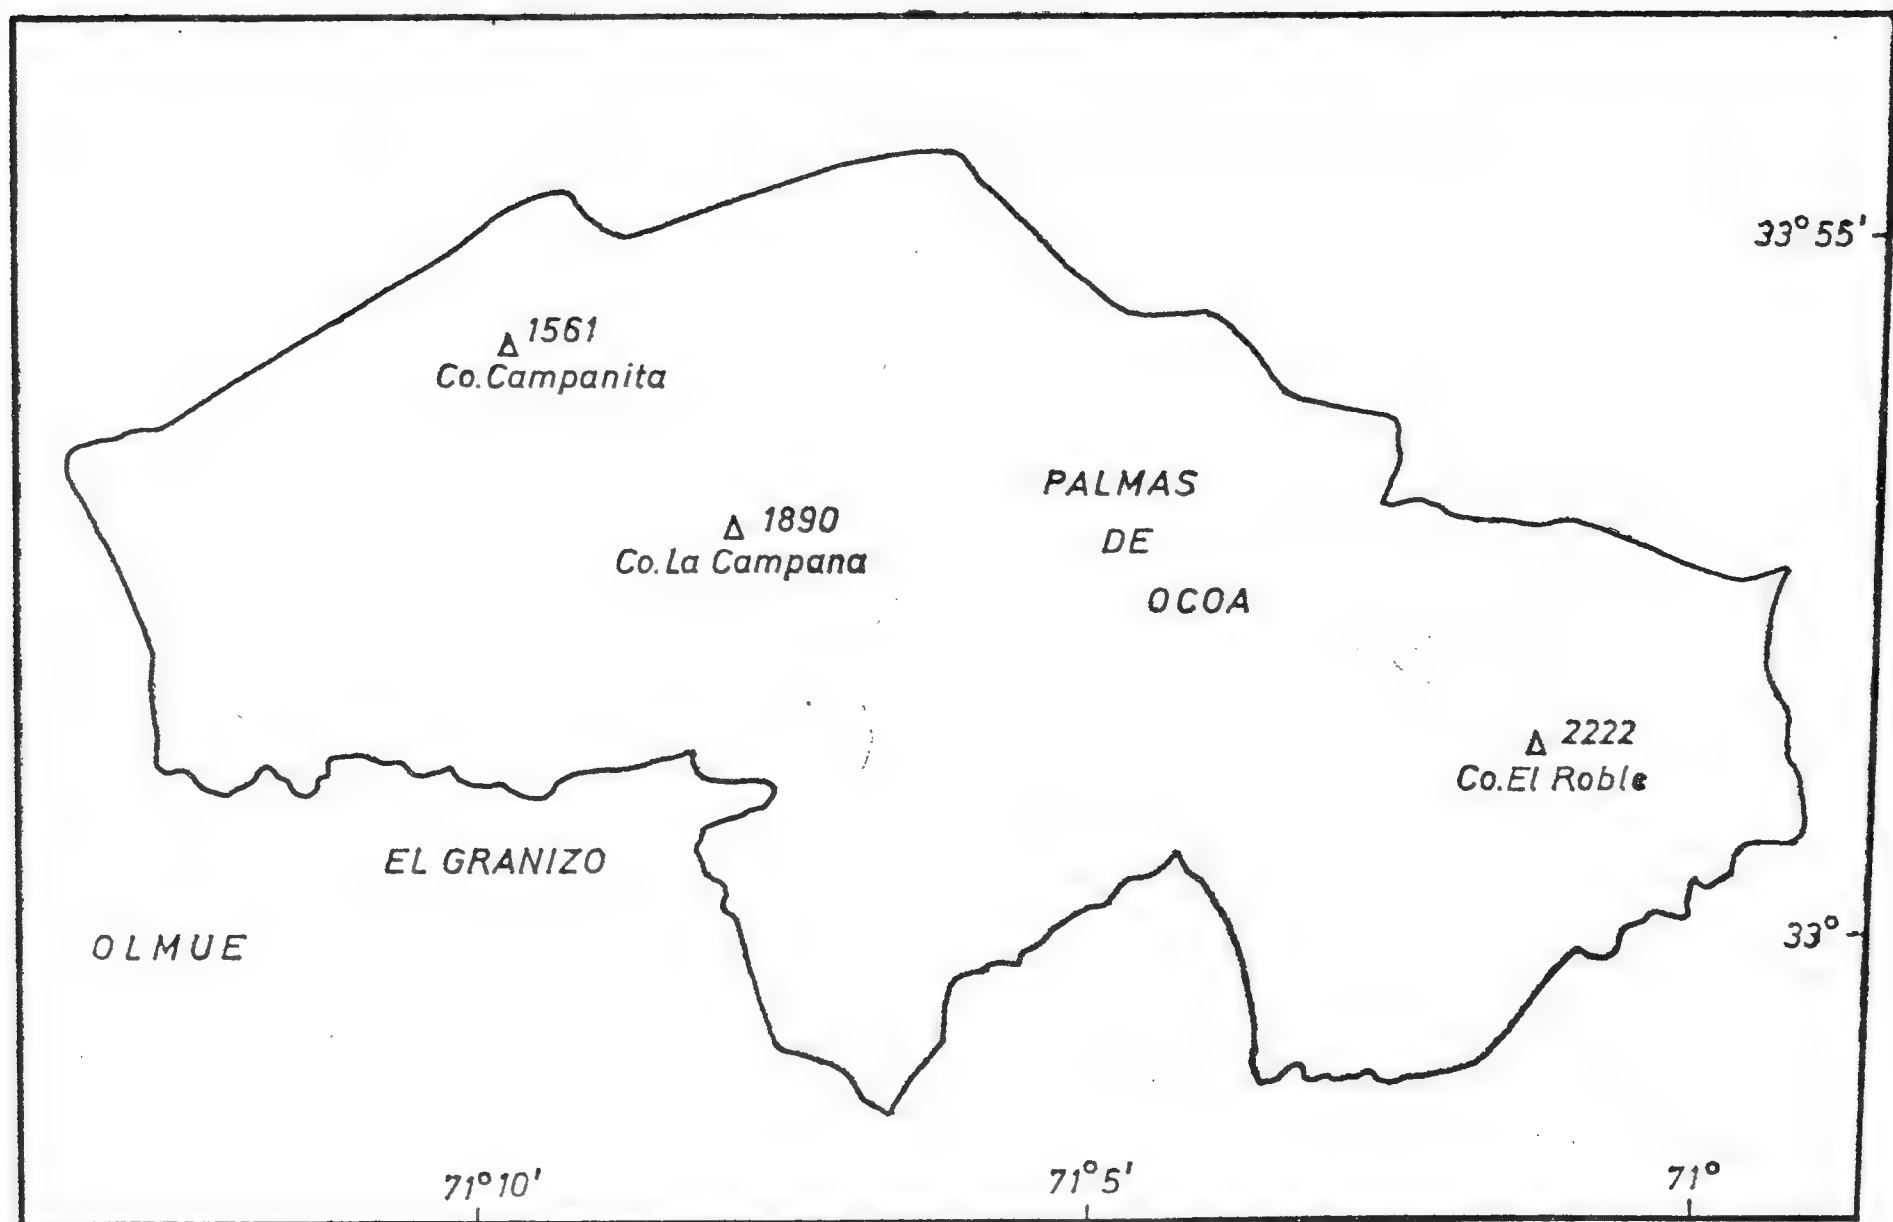 33° 55'
1561
Co. Campanita
PALMAS
1890
DE
Co. La Campana
OCOA
2222
Co. El Roble
EL GRANIZO
OLMUE
33°
71° 10'
71° 5'
71°